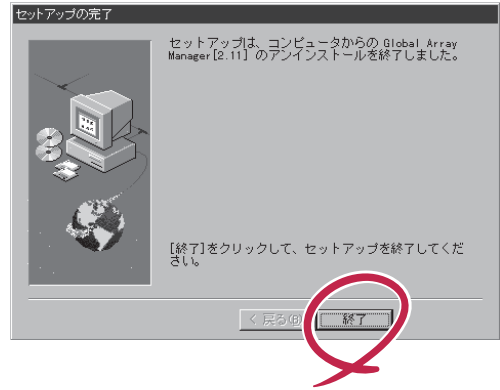 セットアップの完了
セットアップは、コンピュータからの Global Array
Manager[2.11] のアンインストールを終了しました。
[終了]をクリックして、セットアップを終了してくだ
さい。
< 戻る(B) 終了